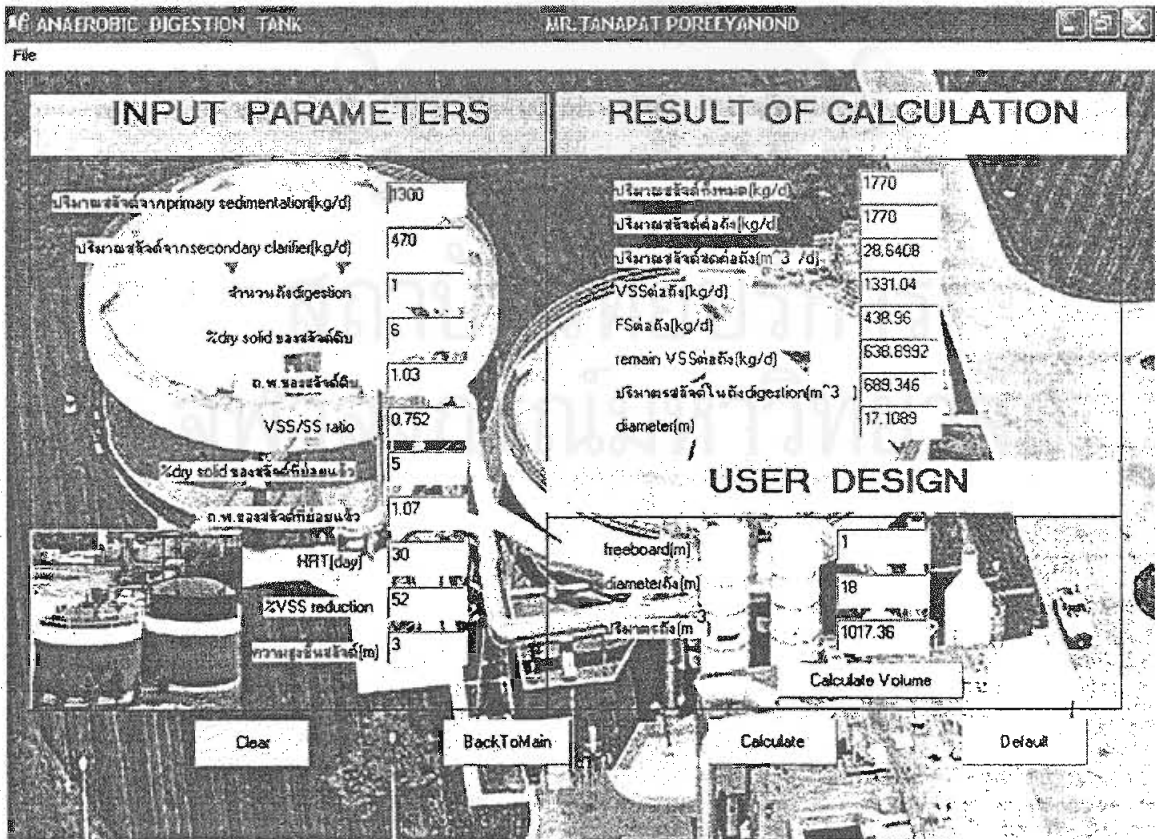 ANAEROBIC DIGESTION TANK MR.TANAPAT POREEYANOND
File
INPUT PARAMETERS
ปริมาณสลัดจ์จากprimary sedimentation(kg/d) 1300
ปริมาณสลัดจ์จากsecondary clarifier(kg/d) 470
จำนวนถังdigestion 1
%dry solid ของสลัดจ์ดิบ 6
ถ.พ.ของสลัดจ์ดิบ 1.03
VSS/SS ratio 0.752
%dry solid ของสลัดจ์ที่ย่อยแล้ว 5
ถ.พ.ของสลัดจ์ที่ย่อยแล้ว 1.07
HRT(day) 30
%VSS reduction 52
ความสูงชั้นสลัดจ์(m) 3
RESULT OF CALCULATION
ปริมาณสลัดจ์ทั้งหมด(kg/d) 1770
ปริมาณสลัดจ์ต่อถัง(kg/d 1770
ปริมาณสลัดจ์สดต่อถัง(m^3 /d) 28.6408
VSSต่อถัง(kg/d) 1331.04
FSต่อถัง(kg/d) 438.96
remain VSSต่อถัง(kg/d) 638.8992
ปริมาตรสลัดจ์ในถังdigestion(m^3 ) 689.346
diameter(m) 17.1089
USER DESIGN
freeboard(m) 1
diameterถัง(m) 18
ปริมาตรถัง(m^3) 1017.36
Calculate Volume
Clear BackToMain Calculate Default